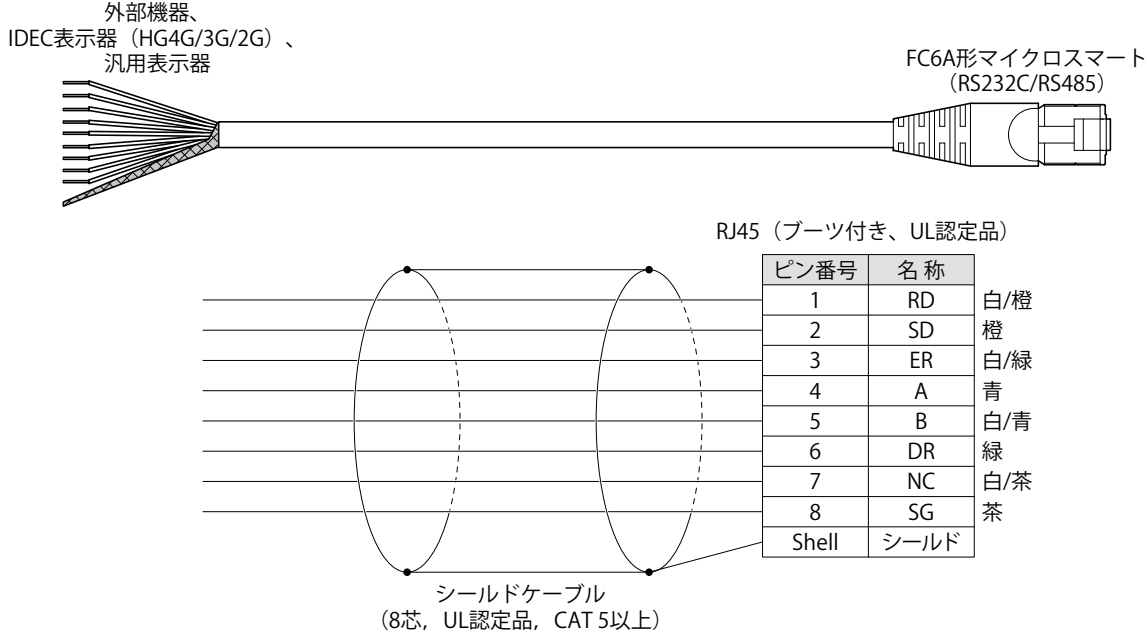 外部機器、
IDEC表示器（HG4G/3G/2G）、
汎用表示器
FC6A形マイクロスマート
（RS232C/RS485）
RJ45（ブーツ付き、UL認定品）
ピン番号 名 称
1 RD 白/橙
2 SD 橙
3 ER 白/緑
4 A 青
5 B 白/青
6 DR 緑
7 NC 白/茶
8 SG 茶
Shell シールド
シールドケーブル
（8芯，UL認定品，CAT 5以上）